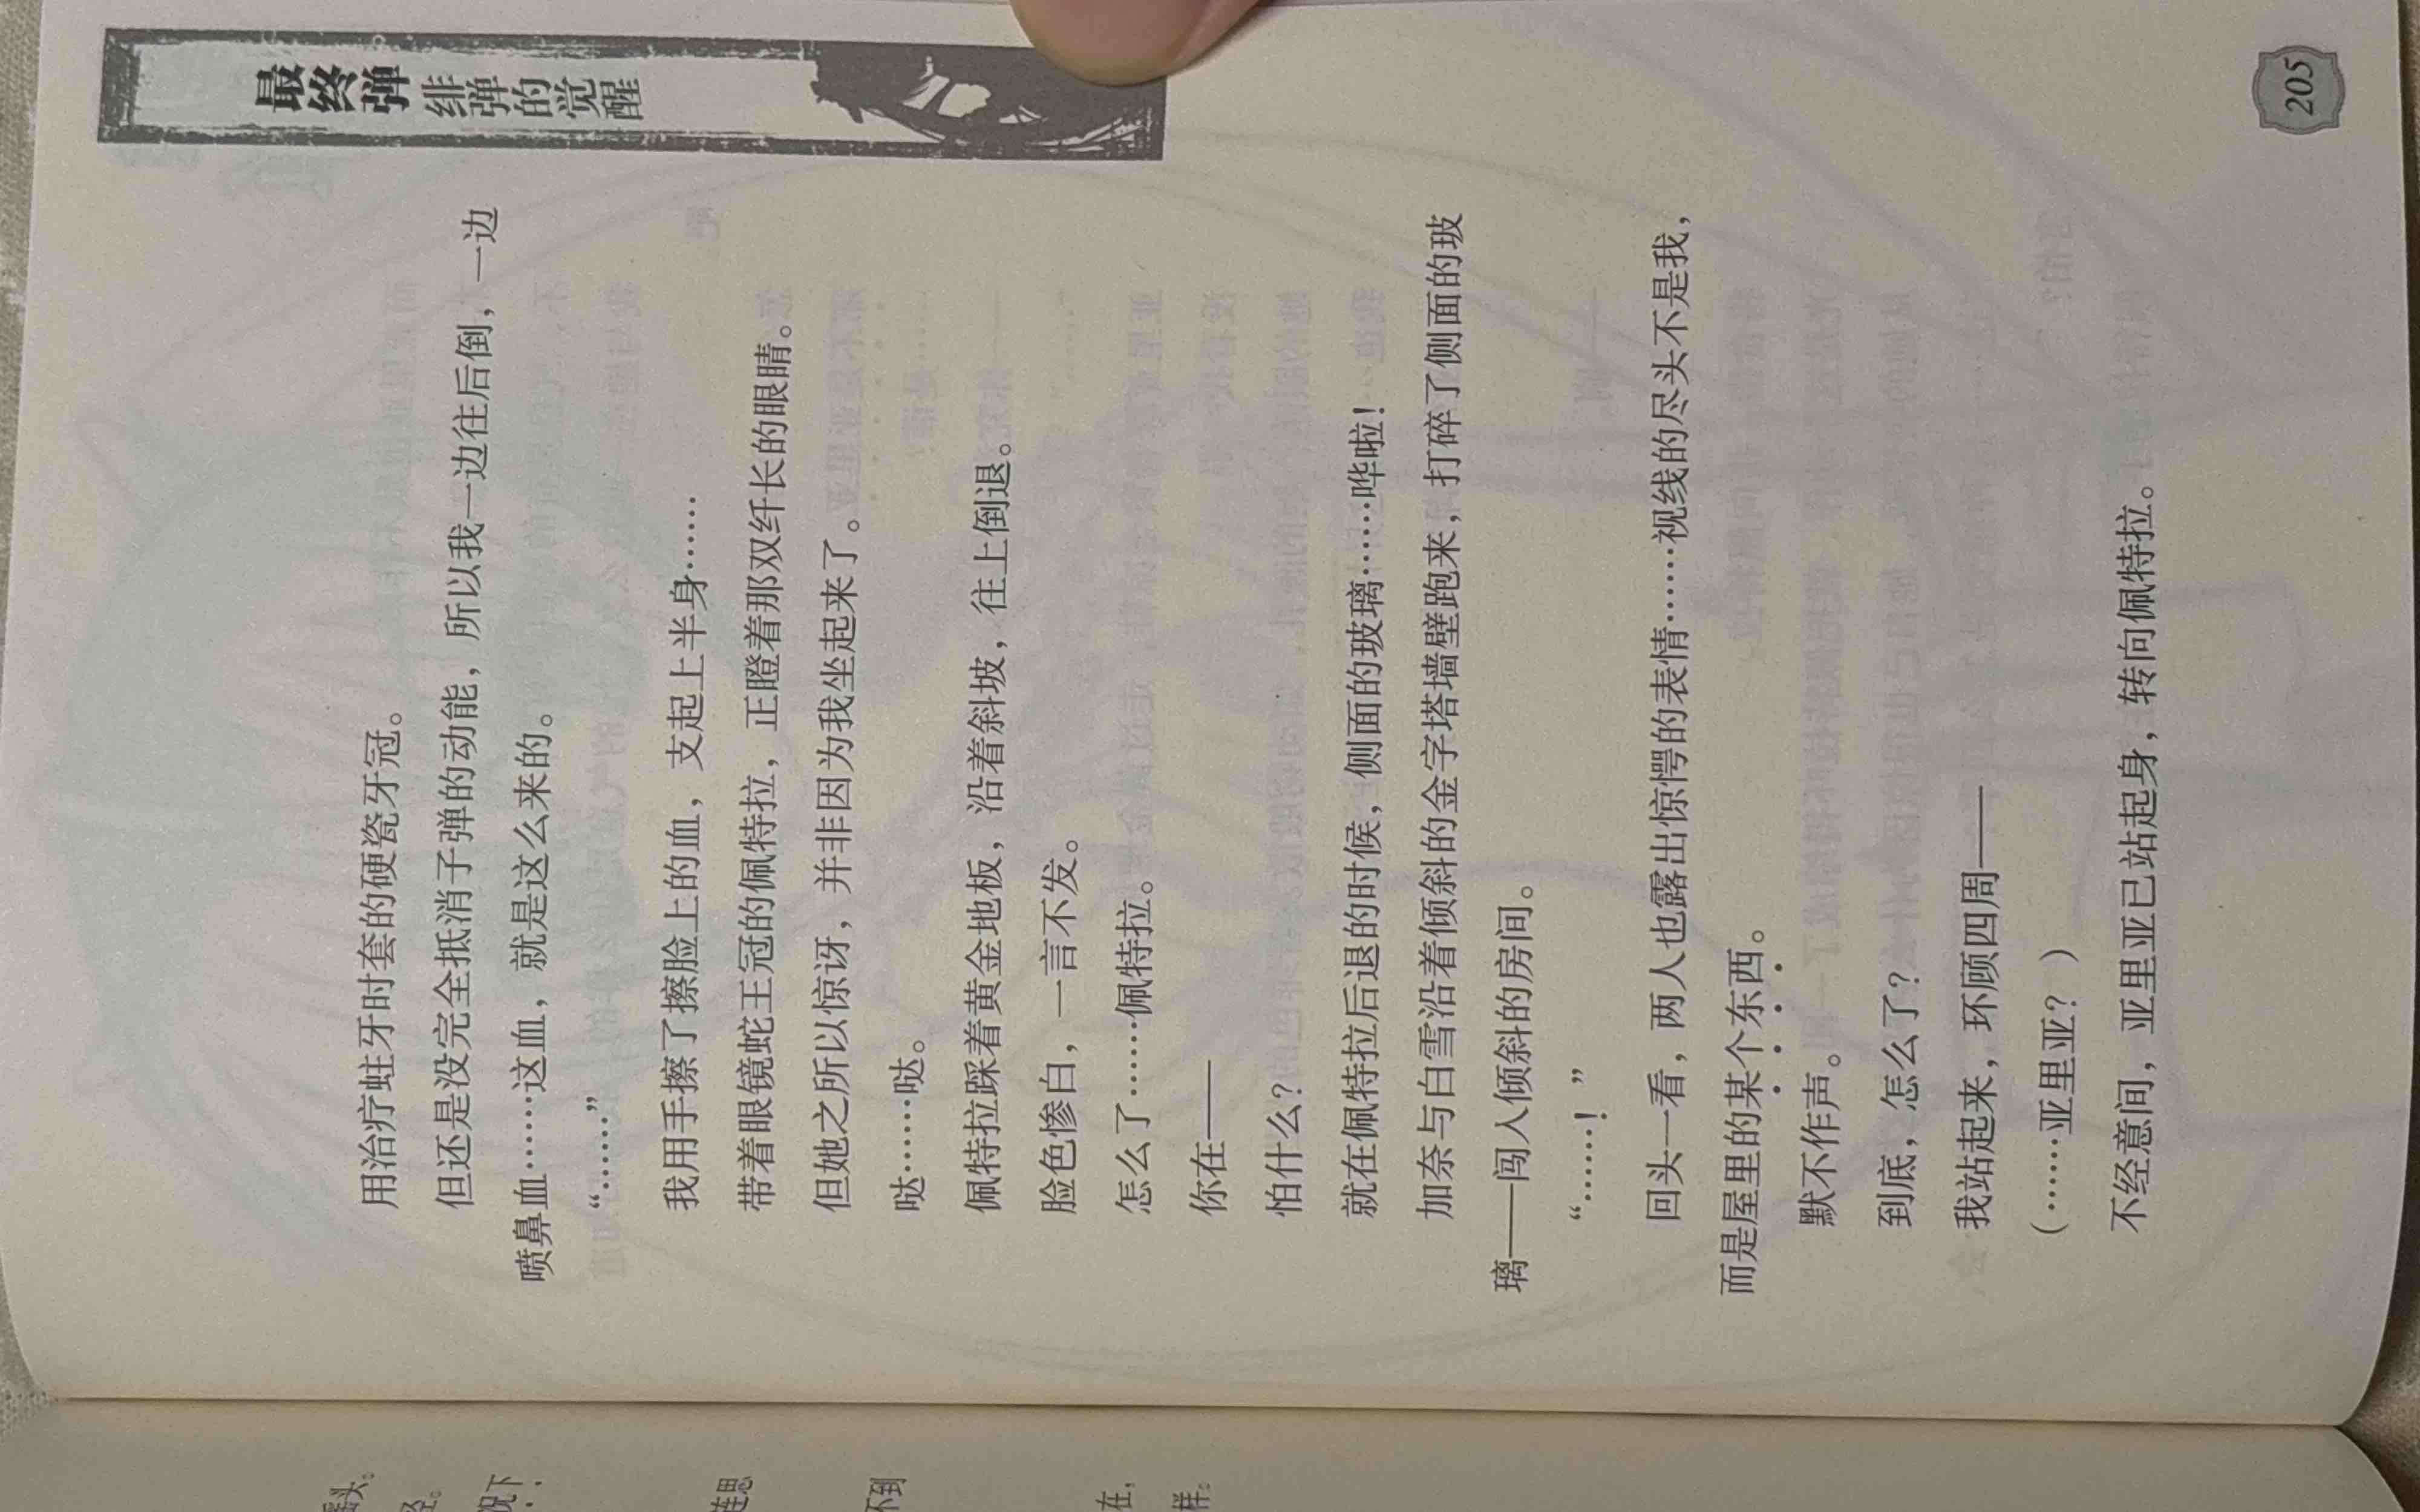 用治疗蛀牙时套的硬瓷牙冠。
但还是没完全抵消子弹的动能，所以我一边往后倒，一边
喷鼻血……这血，就是这么来的。
“……”
我用手擦了擦脸上的血，支起上半身……
带着眼镜蛇王冠的佩特拉，正瞪着那双纤长的眼睛。
但她之所以惊讶，并非因为我坐起来了。
哒……哒。
佩特拉踩着黄金地板，沿着斜坡，往上倒退。
脸色惨白，一言不发。
怎么了……佩特拉。
你在——
怕什么？
就在佩特拉后退的时候，侧面的玻璃……哗啦！
加奈与白雪沿着倾斜的金字塔墙壁跑来，打碎了侧面的玻
璃——闯入倾斜的房间。
“……！”
回头一看，两人也露出惊愕的表情……视线的尽头不是我，
而是屋里的某个东西。
默不作声。
到底，怎么了？
我站起来，环顾四周——
（……亚里亚？）
不经意间，亚里亚已站起身，转向佩特拉。
最终弹 绯弹的觉醒
205
头。
下
思
不到
在，
样。